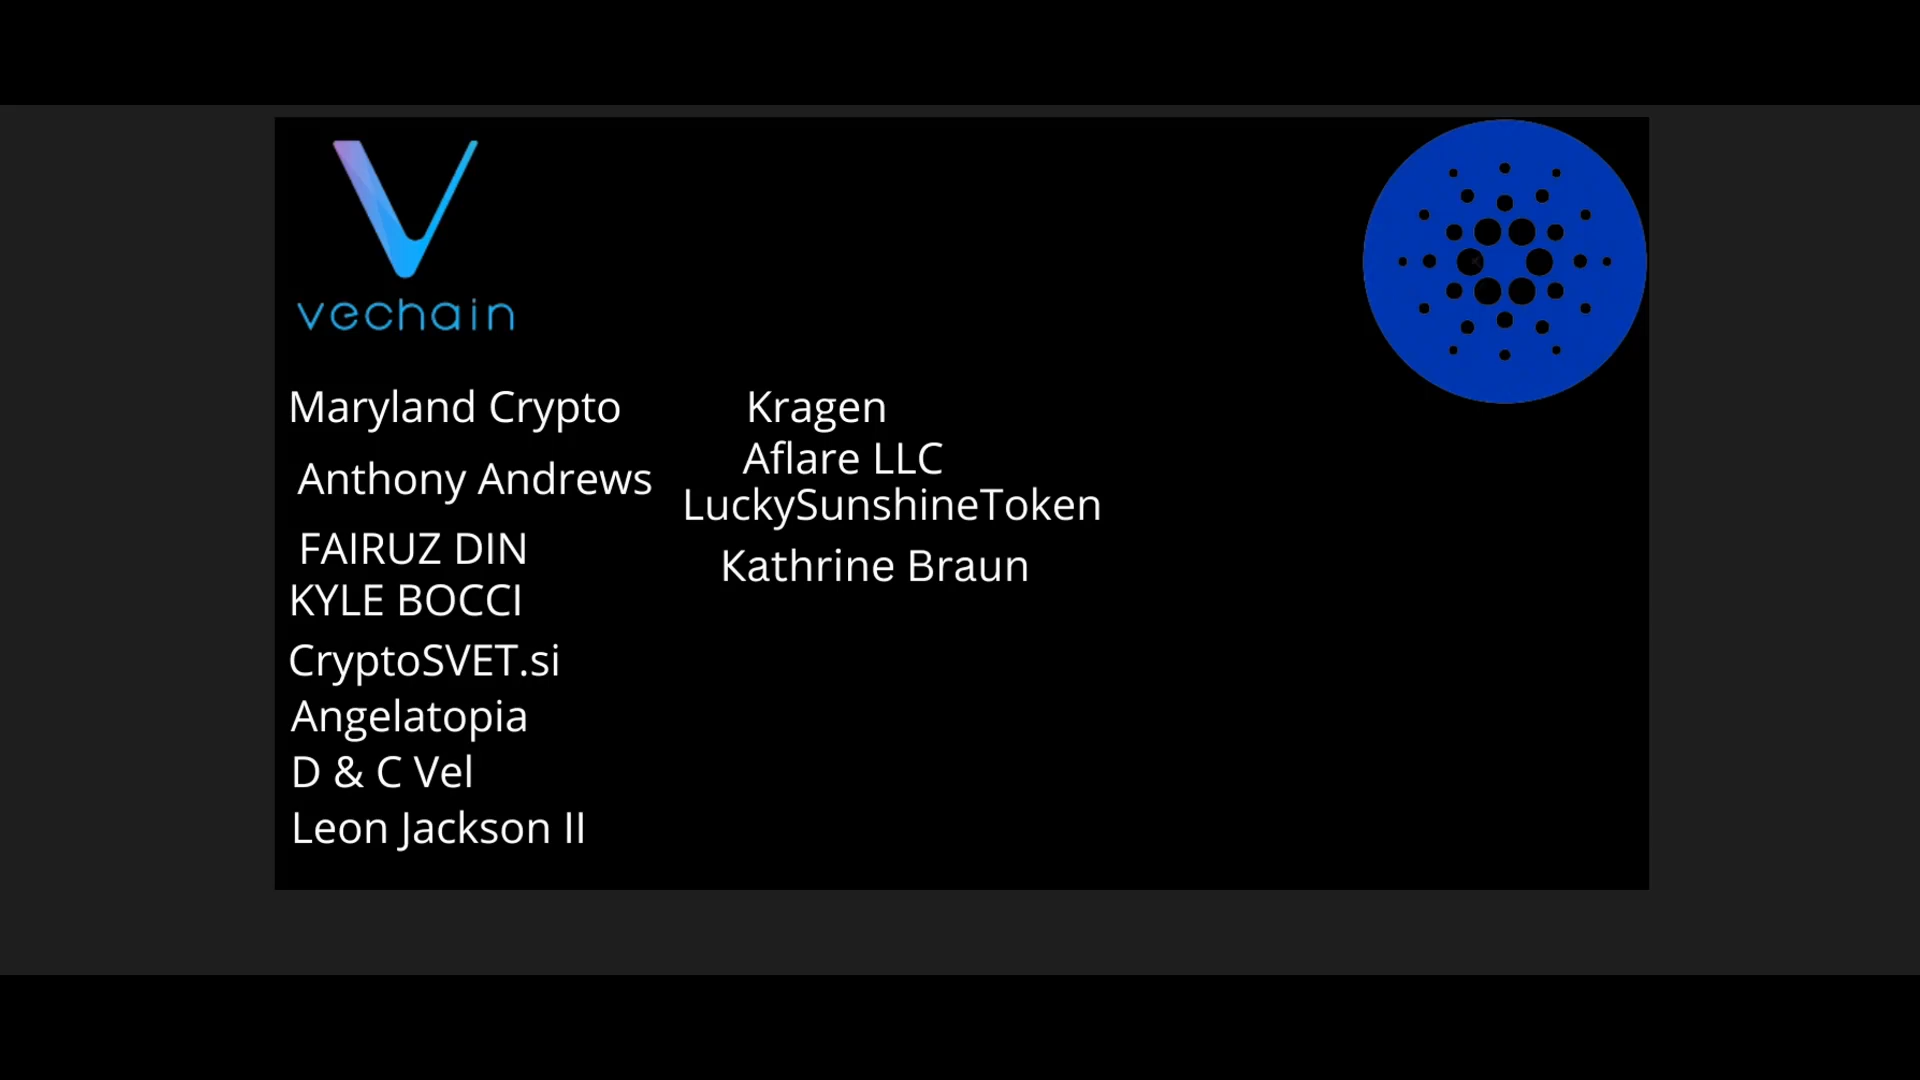 vechain
Maryland Crypto
Anthony Andrews
FAIRUZ DIN
KYLE BOCCI
CryptoSVET.si
Angelatopia
D & C Vel
Leon Jackson II
Kragen
Aflare LLC
LuckySunshineToken
Kathrine Braun